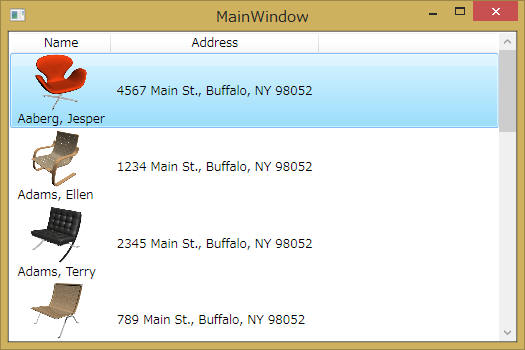 MainWindow
Name Address
4567 Main St., Buffalo, NY 98052
Aaberg, Jesper
1234 Main St., Buffalo, NY 98052
Adams, Ellen
2345 Main St., Buffalo, NY 98052
Adams, Terry
789 Main St., Buffalo, NY 98052